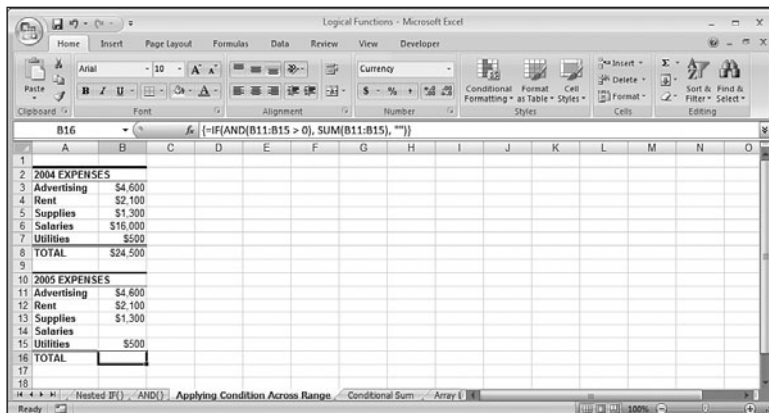 Logical Functions - Microsoft Excel
Home Insert Page Layout Formulas Data Review View Developer
Paste
Clipboard
Arial 10
B I U
Font
Alignment
Currency
$ % ,
Number
Conditional Formatting
Format as Table
Cell Styles
Styles
Insert
Delete
Format
Cells
Sort & Filter
Find & Select
Editing
B16 fx {=IF(AND(B11:B15 > 0), SUM(B11:B15), "")}
A B C D E F G H I J K L M N O
1
2 2004 EXPENSES
3 Advertising $4,600
4 Rent $2,100
5 Supplies $1,300
6 Salaries $16,000
7 Utilities $500
8 TOTAL $24,500
9
10 2005 EXPENSES
11 Advertising $4,600
12 Rent $2,100
13 Supplies $1,300
14 Salaries
15 Utilities $500
16 TOTAL
17
18
Nested IF() AND() Applying Condition Across Range Conditional Sum Array
Ready 100%